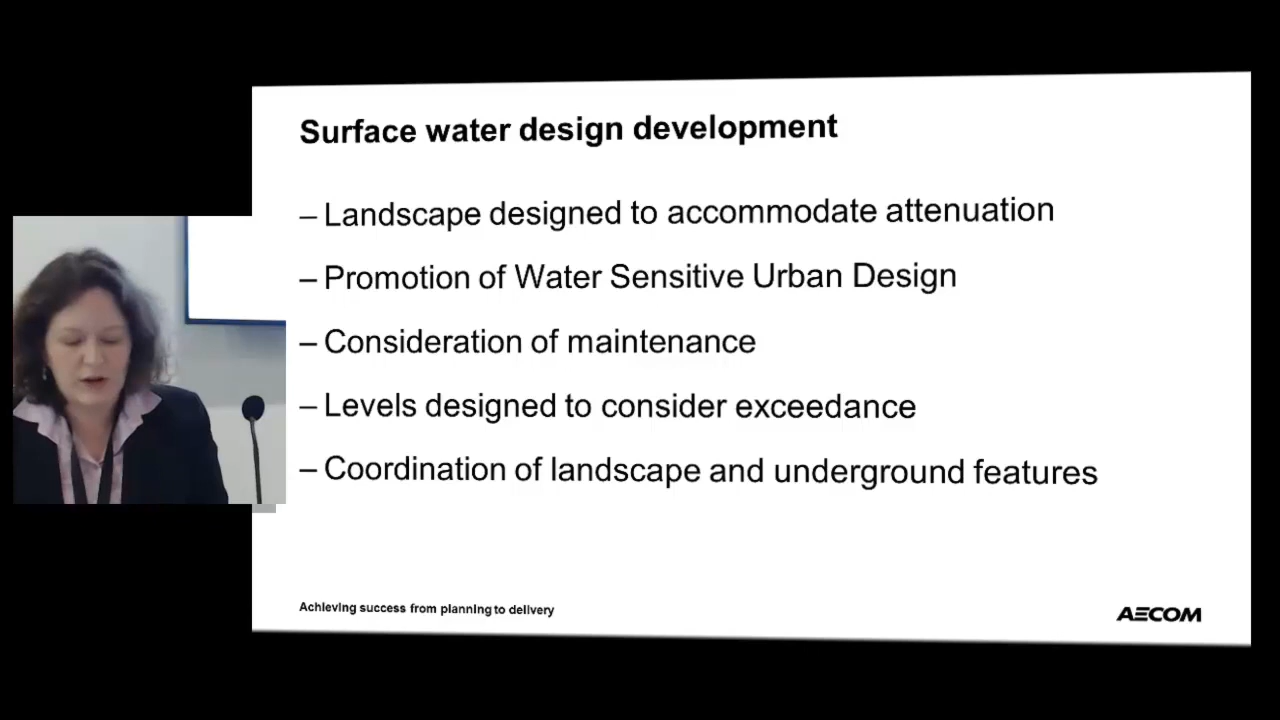 Surface water design development
– Landscape designed to accommodate attenuation
– Promotion of Water Sensitive Urban Design
– Consideration of maintenance
– Levels designed to consider exceedance
– Coordination of landscape and underground features
Achieving success from planning to delivery
AECOM